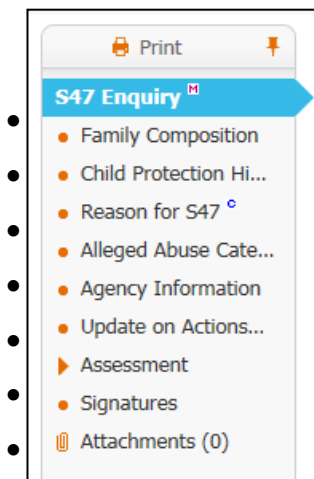 Print
S47 Enquiry M
Family Composition
Child Protection Hi...
Reason for S47 c
Alleged Abuse Cate...
Agency Information
Update on Actions...
Assessment
Signatures
Attachments (0)